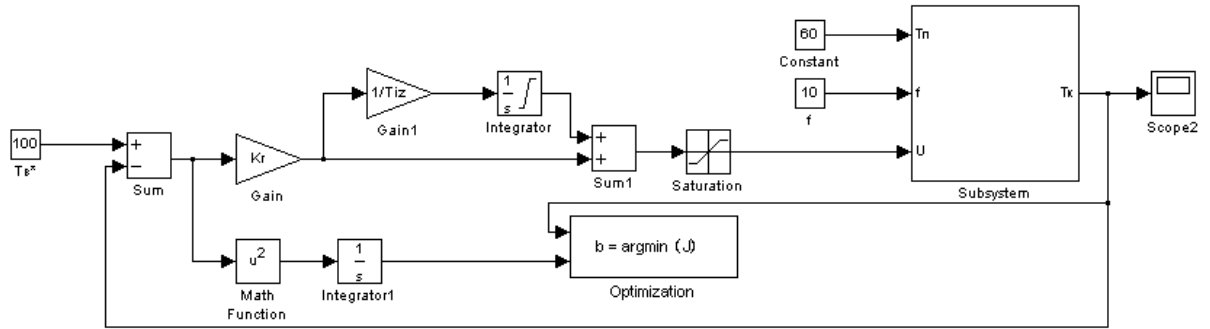 60
Constant
10
f
Tп
f
U
Tк
Subsystem
Scope2
1/Tiz
Gain1
1
s
Integrator
100
Tв*
+
−
Sum
Kr
Gain
+
+
Sum1
Saturation
u²
Math
Function
1
s
Integrator1
b = argmin (J)
Optimization